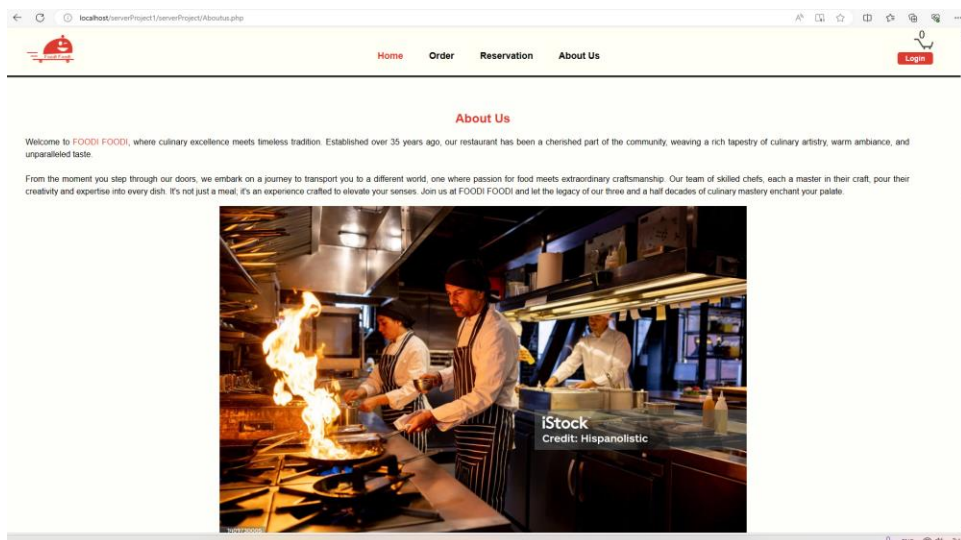 localhost/serverProject1/serverProject/Aboutus.php
0
Foodi Foodi
Home Order Reservation About Us
Login
About Us
Welcome to FOODI FOODI, where culinary excellence meets timeless tradition. Established over 35 years ago, our restaurant has been a cherished part of the community, weaving a rich tapestry of culinary artistry, warm ambiance, and
unparalleled taste.
From the moment you step through our doors, we embark on a journey to transport you to a different world, one where passion for food meets extraordinary craftsmanship. Our team of skilled chefs, each a master in their craft, pour their
creativity and expertise into every dish. It's not just a meal; it's an experience crafted to elevate your senses. Join us at FOODI FOODI and let the legacy of our three and a half decades of culinary mastery enchant your palate.
iStock
Credit: Hispanolistic